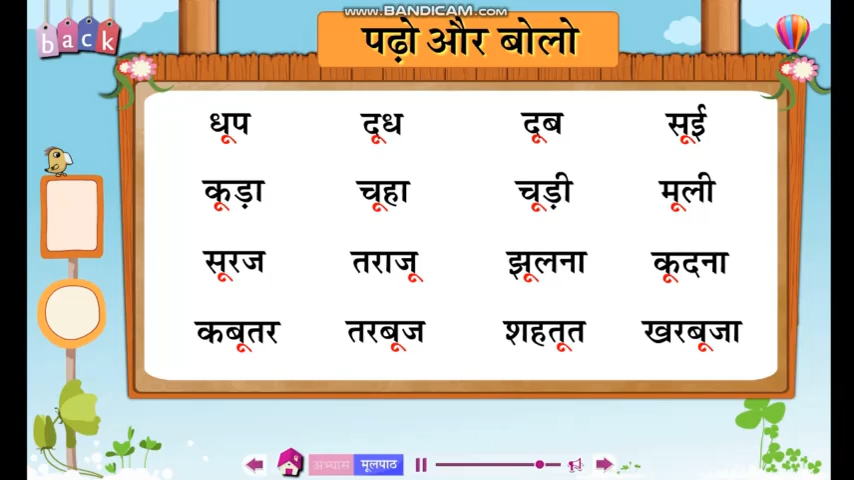 www.BANDICAM.com
back
पढ़ो और बोलो
धूप दूध दूब सूई
कूड़ा चूहा चूड़ी मूली
सूरज तराजू झूलना कूदना
कबूतर तरबूज शहतूत खरबूजा
अभ्यास मूलपाठ